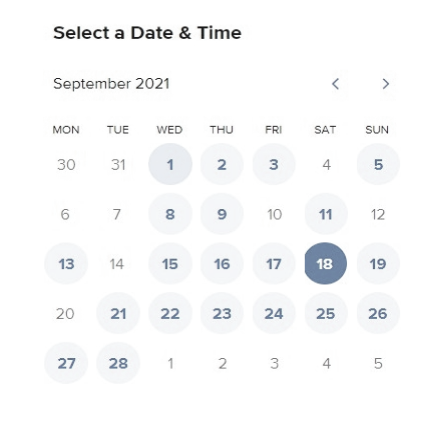 Select a Date & Time
September 2021
MON TUE WED THU FRI SAT SUN
30 31 1 2 3 4 5
6 7 8 9 10 11 12
13 14 15 16 17 18 19
20 21 22 23 24 25 26
27 28 1 2 3 4 5